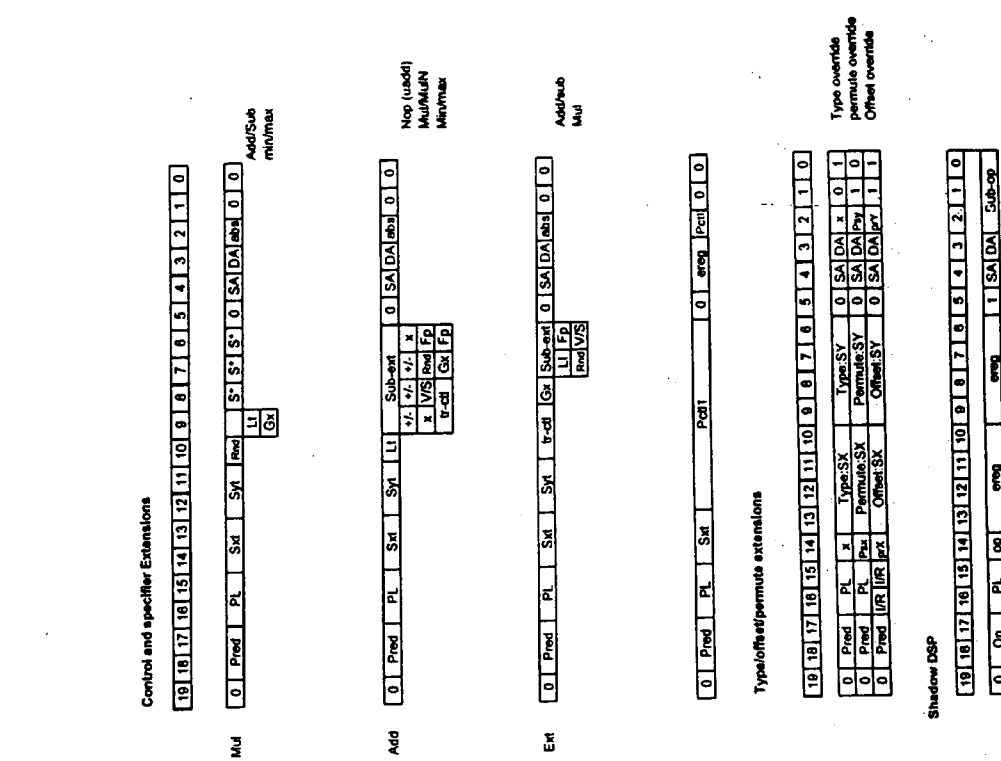 Control and specifier Extensions
19 18 17 16 15 14 13 12 11 10 9 8 7 6 5 4 3 2 1 0
Mul 0 Pred PL Sxt Syt Rnd S* S* S* 0 SA DA abs 0 0 Add/Sub
Lt min/max
Gx
Add 0 Pred PL Sxt Syt Lt Sub-ext 0 SA DA abs 0 0
+/- +/- +/- x Nop (uadd)
x V/S Rnd Fp Mul/MulN
tr-ctl Gx Fp Min/max
Ext 0 Pred PL Sxt Syt tr-ctl Gx Sub-ext 0 SA DA abs 0 0
Lt Fp Add/sub
Rnd V/S Mul
0 Pred PL Sxt Pctl1 0 ereg Pctl 0 0
Type/offset/permute extensions
19 18 17 16 15 14 13 12 11 10 9 8 7 6 5 4 3 2 1 0
0 Pred PL x Type:SX Type:SY 0 SA DA x 0 1 Type override
0 Pred PL Psx Permute:SX Permute:SY 0 SA DA Psy 1 0 permute override
0 Pred I/R I/R prX Offset:SX Offset:SY 0 SA DA prY 1 1 Offset override
Shadow DSP
19 18 17 16 15 14 13 12 11 10 9 8 7 6 5 4 3 2 1 0
0 Op PL op ereg ereg 1 SA DA Sub-op